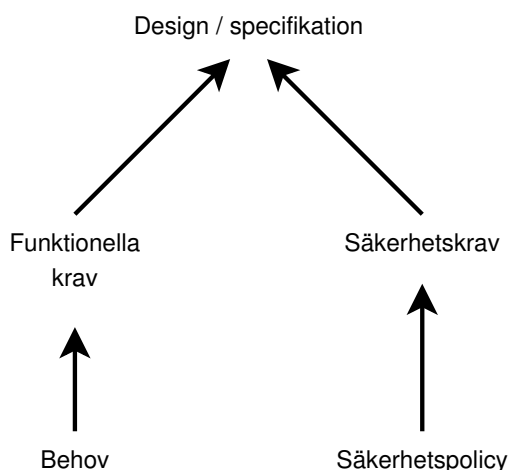 Design / specifikation
Funktionella
krav
Säkerhetskrav
Behov
Säkerhetspolicy